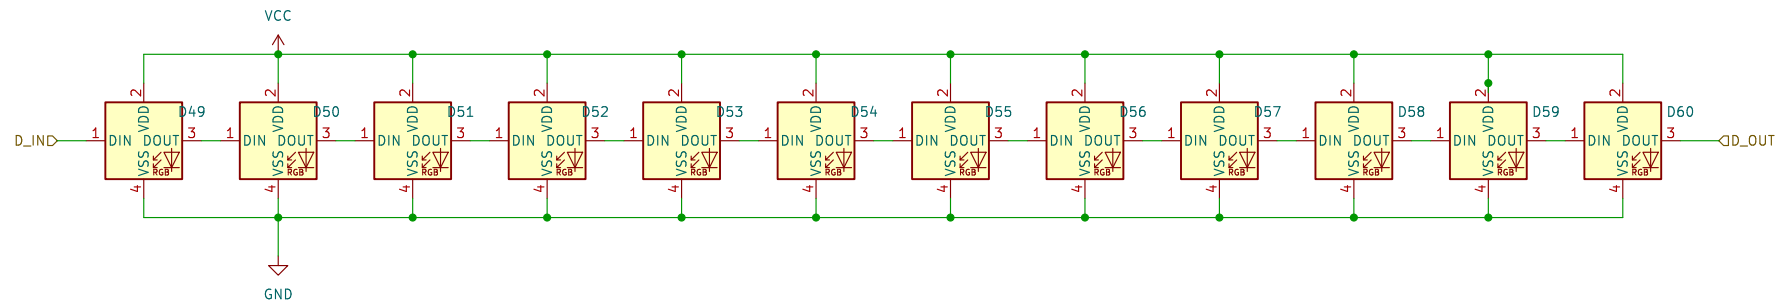 VCC
2 2 2 2 2 2 2 2 2 2 2 2
D49 D50 D51 D52 D53 D54 D55 D56 D57 D58 D59 D60
VDD VDD VDD VDD VDD VDD VDD VDD VDD VDD VDD VDD
D_IN 1 DIN DOUT 3 1 DIN DOUT 3 1 DIN DOUT 3 1 DIN DOUT 3 1 DIN DOUT 3 1 DIN DOUT 3 1 DIN DOUT 3 1 DIN DOUT 3 1 DIN DOUT 3 1 DIN DOUT 3 1 DIN DOUT 3 1 DIN DOUT 3 D_OUT
VSS VSS VSS VSS VSS VSS VSS VSS VSS VSS VSS VSS
RGB RGB RGB RGB RGB RGB RGB RGB RGB RGB RGB RGB
4 4 4 4 4 4 4 4 4 4 4 4
GND